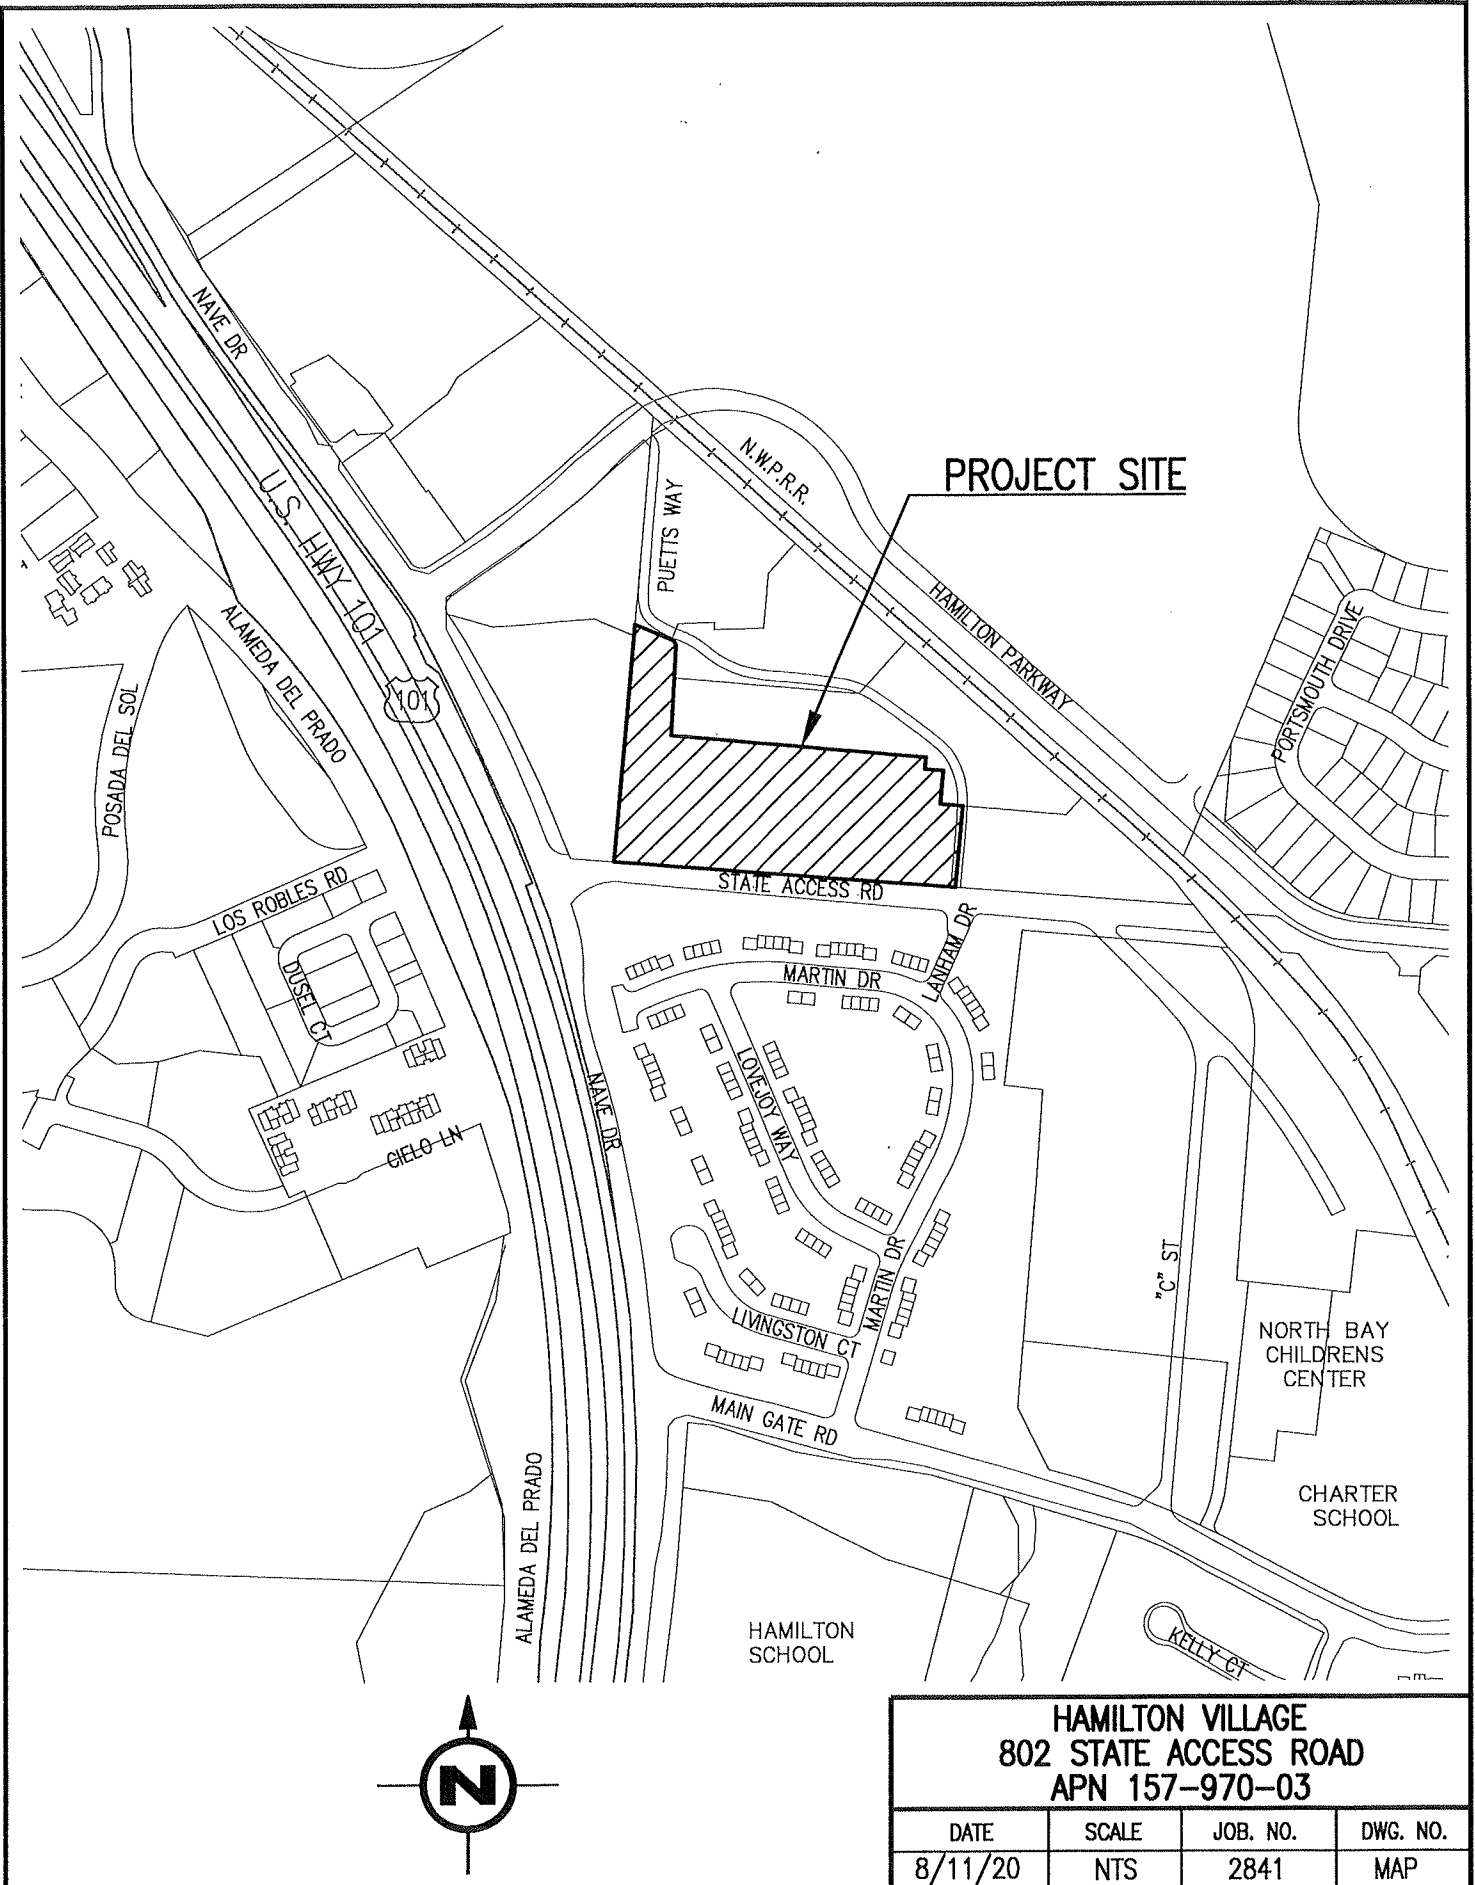 NAVE DR
N.W.P.R.R.
PROJECT SITE
U.S. HWY 101
PUETTS WAY
HAMILTON PARKWAY
PORTSMOUTH DRIVE
ALAMEDA DEL PRADO
101
POSADA DEL SOL
LOS ROBLES RD
STATE ACCESS RD
LANHAM DR
MARTIN DR
DUSEL CT
LOVEJOY WAY
NAVE DR
CIELO LN
"C" ST
MARTIN DR
LIVINGSTON CT
NORTH BAY
CHILDRENS
CENTER
MAIN GATE RD
ALAMEDA DEL PRADO
CHARTER
SCHOOL
HAMILTON
SCHOOL
KELLY CT
N
HAMILTON VILLAGE
802 STATE ACCESS ROAD
APN 157-970-03
DATE SCALE JOB. NO. DWG. NO.
8/11/20 NTS 2841 MAP